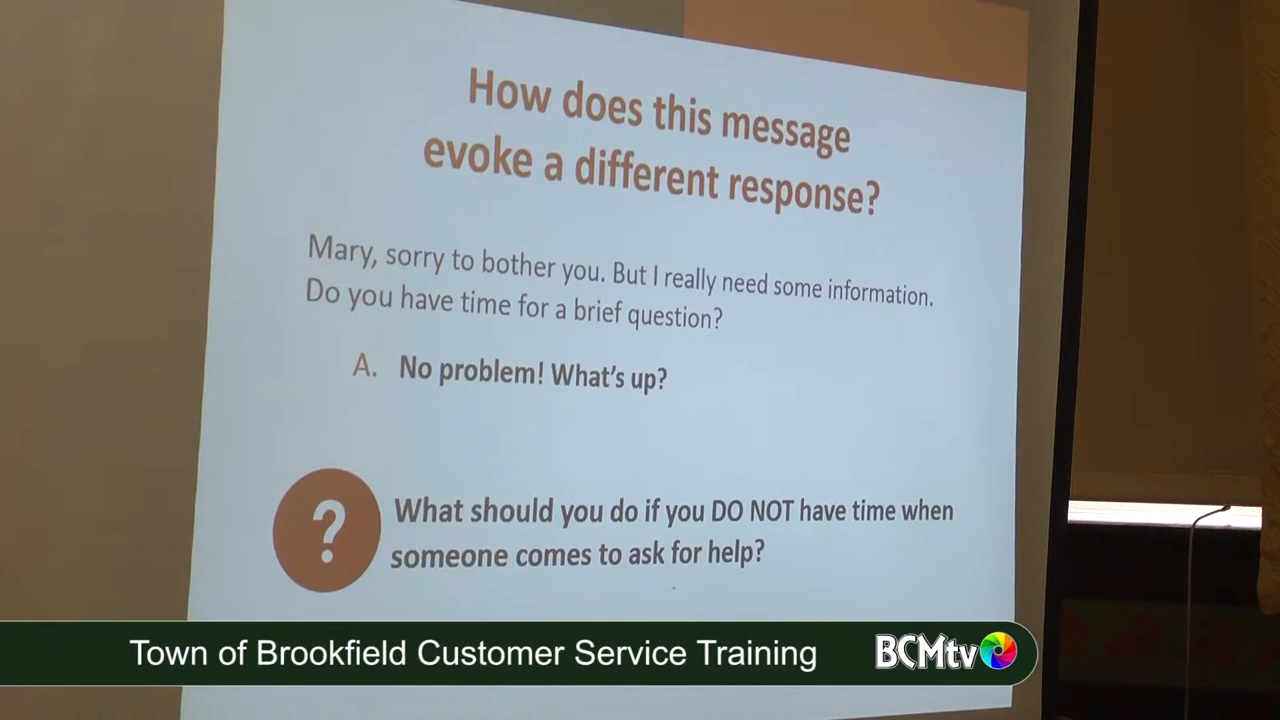 How does this message
evoke a different response?
Mary, sorry to bother you. But I really need some information.
Do you have time for a brief question?
A. No problem! What's up?
? What should you do if you DO NOT have time when
someone comes to ask for help?
Town of Brookfield Customer Service Training BCMtv